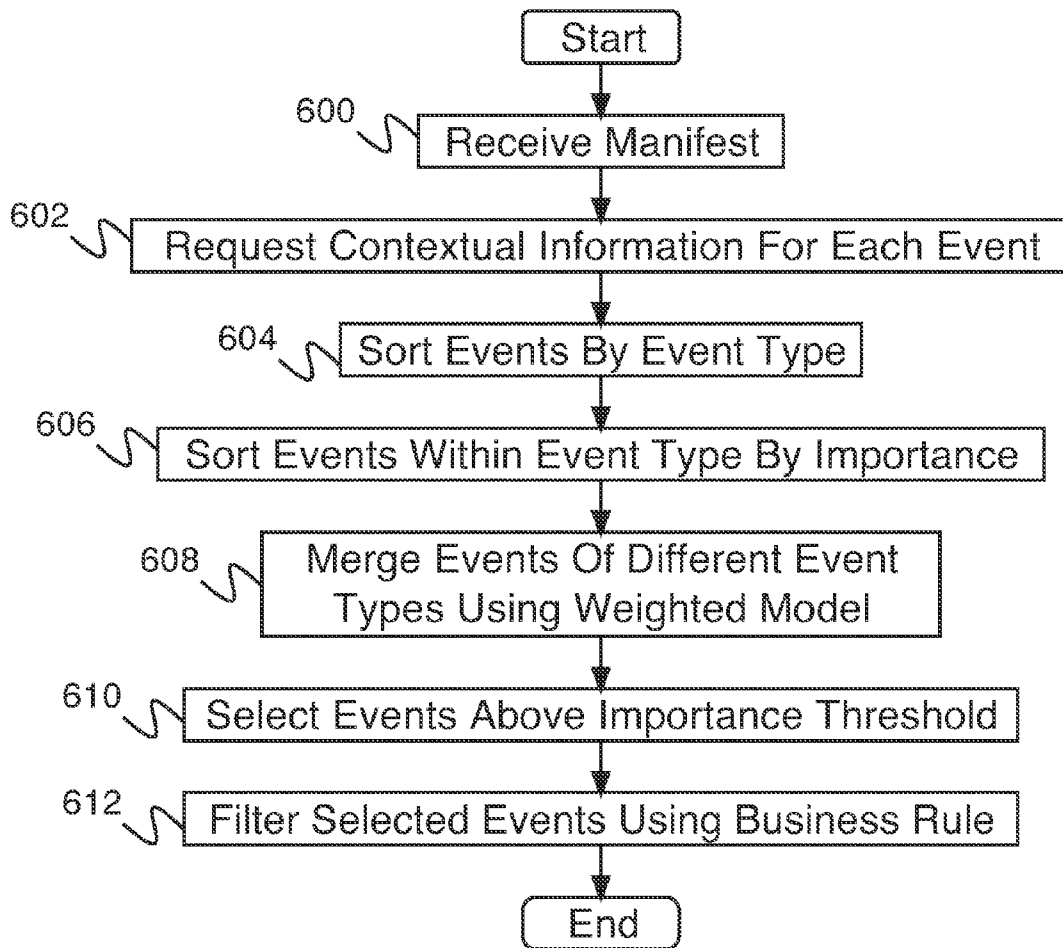 Start
600
Receive Manifest
602
Request Contextual Information For Each Event
604
Sort Events By Event Type
606
Sort Events Within Event Type By Importance
608
Merge Events Of Different Event
Types Using Weighted Model
610
Select Events Above Importance Threshold
612
Filter Selected Events Using Business Rule
End